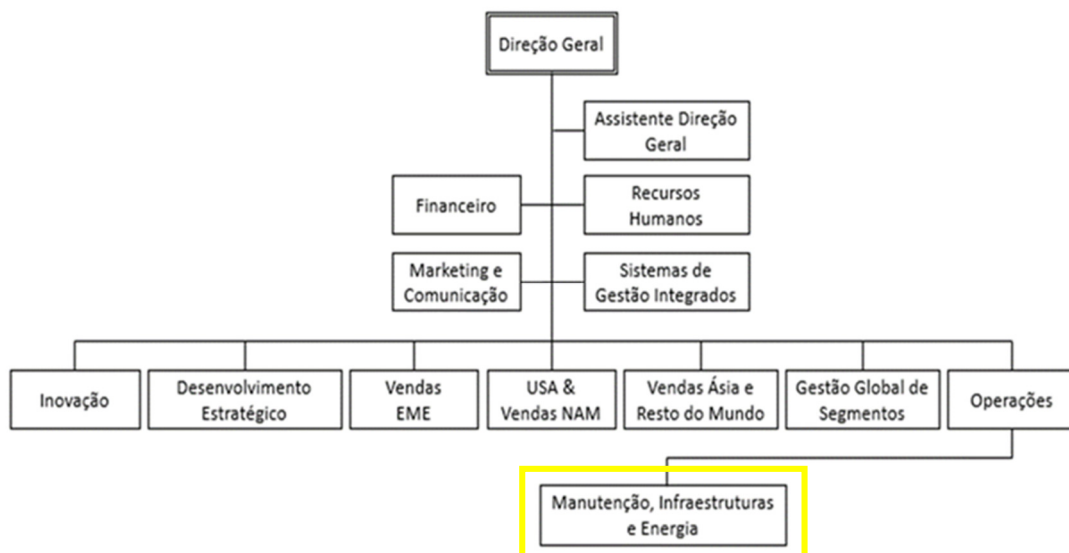 Direção Geral
Assistente Direção
Geral
Financeiro
Recursos
Humanos
Marketing e
Comunicação
Sistemas de
Gestão Integrados
Inovação
Desenvolvimento
Estratégico
Vendas
EME
USA &
Vendas NAM
Vendas Ásia e
Resto do Mundo
Gestão Global de
Segmentos
Operações
Manutenção, Infraestruturas
e Energia